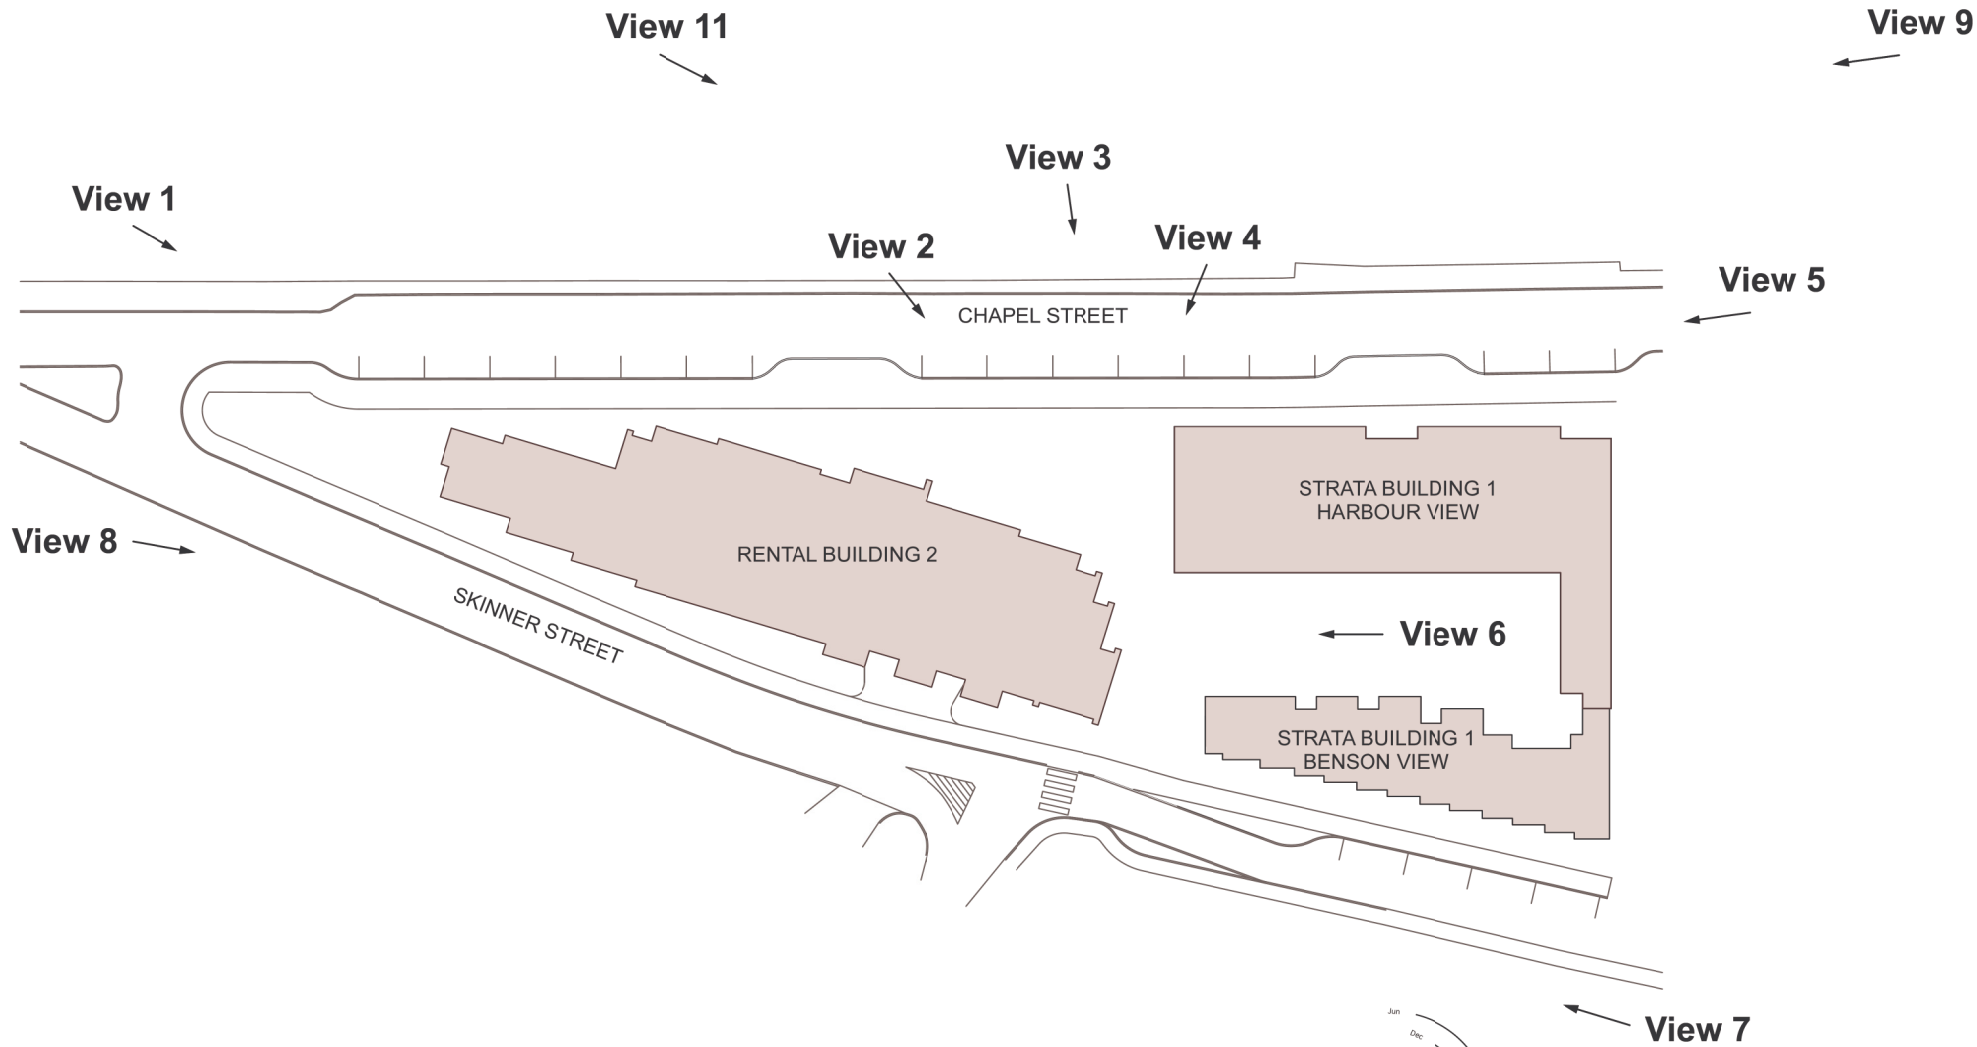 View 11
View 9
View 3
View 1
View 2
View 4
View 5
CHAPEL STREET
STRATA BUILDING 1
HARBOUR VIEW
View 8
RENTAL BUILDING 2
SKINNER STREET
View 6
STRATA BUILDING 1
BENSON VIEW
Jun
Dec
View 7